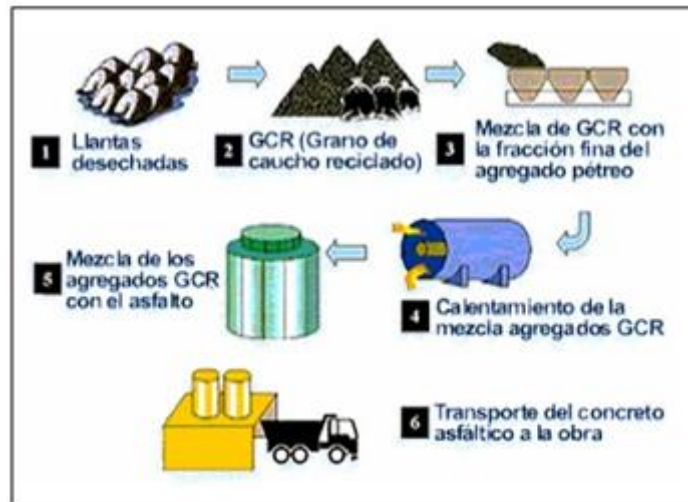 1 Llantas
desechadas
2 GCR (Grano de
caucho reciclado)
3 Mezcla de GCR con
la fracción fina del
agregado pétreo
4 Calentamiento de la
mezcla agregados GCR
5 Mezcla de los
agregados GCR
con el asfalto
6 Transporte del concreto
asfáltico a la obra